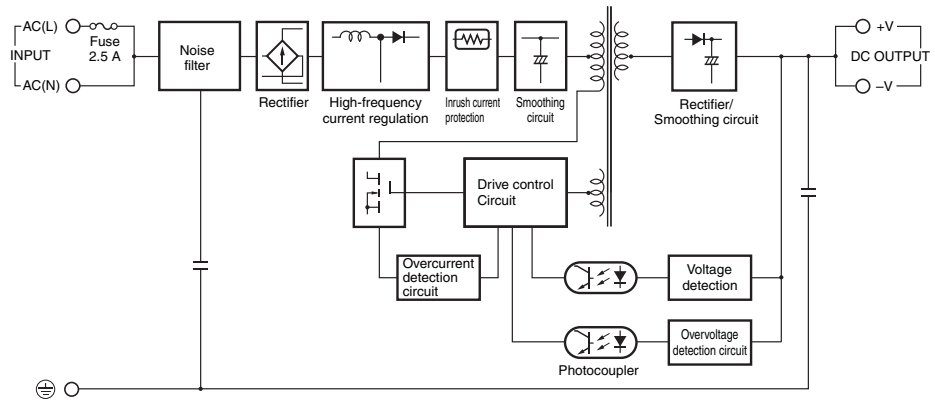 AC(L)
Fuse
2.5 A
INPUT
AC(N)
Noise
filter
Rectifier
High-frequency
current regulation
Inrush current
protection
Smoothing
circuit
Rectifier/
Smoothing circuit
+V
DC OUTPUT
–V
Drive control
Circuit
Overcurrent
detection
circuit
Voltage
detection
Overvoltage
detection circuit
Photocoupler